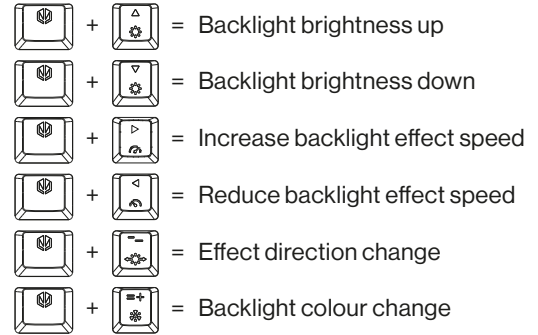 + = Backlight brightness up
+ = Backlight brightness down
+ = Increase backlight effect speed
+ = Reduce backlight effect speed
+ -_ = Effect direction change
+ =+ = Backlight colour change